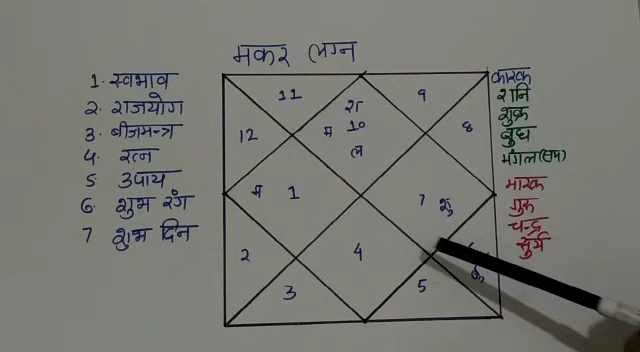 मकर लग्न
1. स्वभाव
2. राजयोग
3. बीजमन्त्र
4. रत्न
5 उपाय
6. शुभ रंग
7 शुभ दिन
11
9
12
श
म 10
ल
8
म 1
7 शु
2
4
3
5
कारक
शनि
शुक्र
बुध
मंगल(सम)
मारक
गुरु
चन्द्र
सूर्य